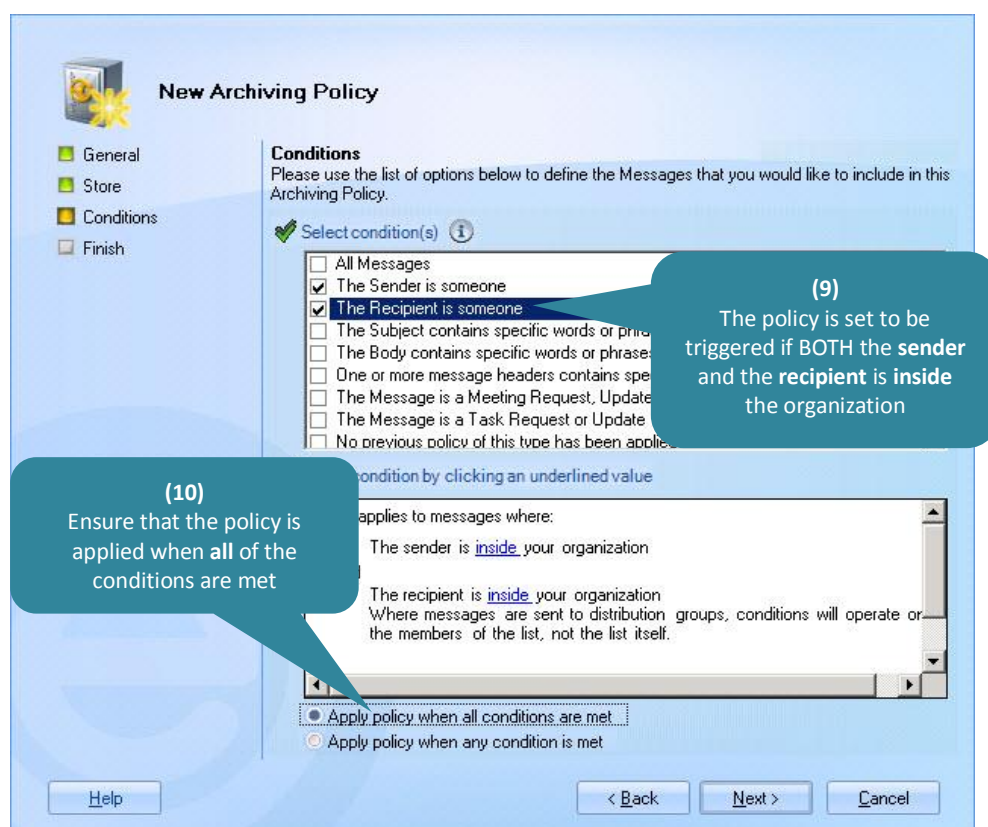 New Archiving Policy
General
Store
Conditions
Finish
Conditions
Please use the list of options below to define the Messages that you would like to include in this
Archiving Policy.
Select condition(s)
All Messages
The Sender is someone
The Recipient is someone
The Subject contains specific words or
The Body contains specific words or phrases
One or more message headers contains
The Message is a Meeting Request, Update
The Message is a Task Request or Update
No previous policy of this type has been applied
(9)
The policy is set to be
triggered if BOTH the sender
and the recipient is inside
the organization
condition by clicking an underlined value
(10)
Ensure that the policy is
applied when all of the
conditions are met
applies to messages where:
The sender is inside your organization
The recipient is inside your organization
Where messages are sent to distribution groups, conditions will operate
the members of the list, not the list itself.
Apply policy when all conditions are met
Apply policy when any condition is met
Help
< Back
Next >
Cancel